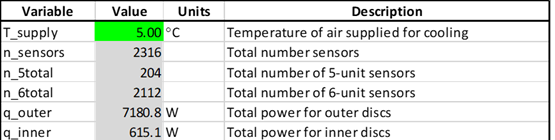 Variable Value Units Description
T_supply 5.00 °C Temperature of air supplied for cooling
n_sensors 2316 Total number sensors
n_5total 204 Total number of 5-unit sensors
n_6total 2112 Total number of 6-unit sensors
q_outer 7180.8 W Total power for outer discs
q_inner 615.1 W Total power for inner discs